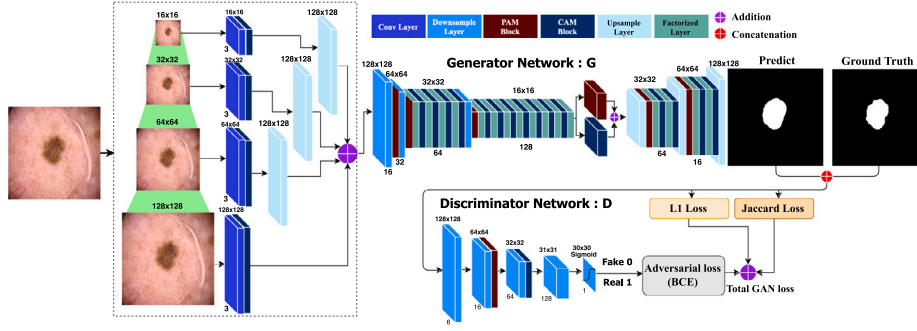 16x16
32x32
64x64
128x128
16x16
3
32x32
3
64x64
3
128x128
3
128x128
128x128
128x128
Conv Layer
Downsample Layer
PAM Block
CAM Block
Upsample Layer
Factorized Layer
Addition
Concatenation
Generator Network : G
128x128
16
64x64
32
32x32
64
16x16
128
32x32
64
64x64
16
128x128
Predict
Ground Truth
L1 Loss
Jaccard Loss
Discriminator Network : D
128x128
6
64x64
16
32x32
64
31x31
128
30x30
Sigmoid
1
Fake 0
Real 1
Adversarial loss
(BCE)
Total GAN loss